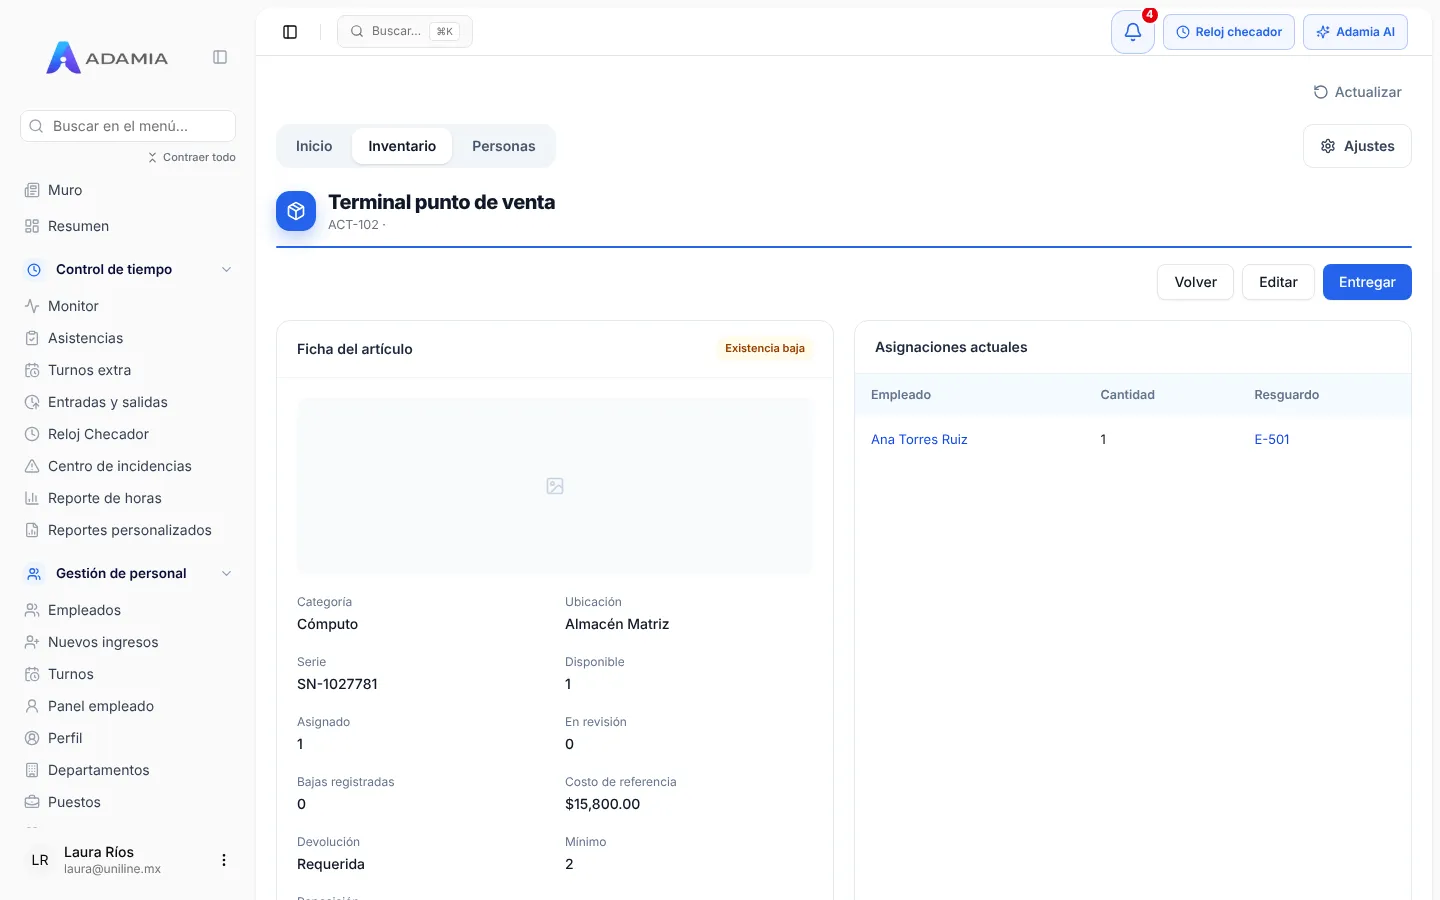 ADAMIA
Buscar en el menú...
Contraer todo
Muro
Resumen
Control de tiempo
Monitor
Asistencias
Turnos extra
Entradas y salidas
Reloj Checador
Centro de incidencias
Reporte de horas
Reportes personalizados
Gestión de personal
Empleados
Nuevos ingresos
Turnos
Panel empleado
Perfil
Departamentos
Puestos
LR
Laura Ríos
laura@uniline.mx
Buscar... ⌘K
4
Reloj checador
Adamia AI
Actualizar
Inicio Inventario Personas
Ajustes
Terminal punto de venta
ACT-102 ·
Volver Editar Entregar
Ficha del artículo
Existencia baja
Categoría
Cómputo
Ubicación
Almacén Matriz
Serie
SN-1027781
Disponible
1
Asignado
1
En revisión
0
Bajas registradas
0
Costo de referencia
$15,800.00
Devolución
Requerida
Mínimo
2
Asignaciones actuales
Empleado Cantidad Resguardo
Ana Torres Ruiz 1 E-501